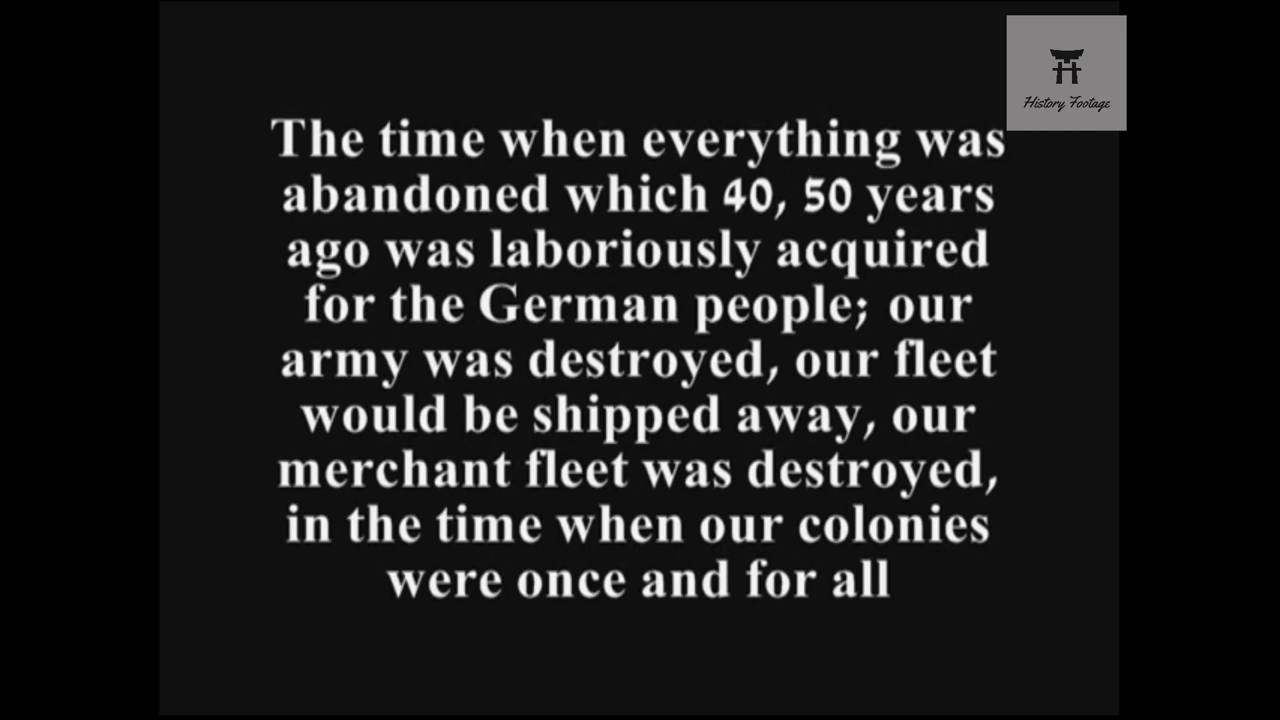 History Footage
The time when everything was
abandoned which 40, 50 years
ago was laboriously acquired
for the German people; our
army was destroyed, our fleet
would be shipped away, our
merchant fleet was destroyed,
in the time when our colonies
were once and for all